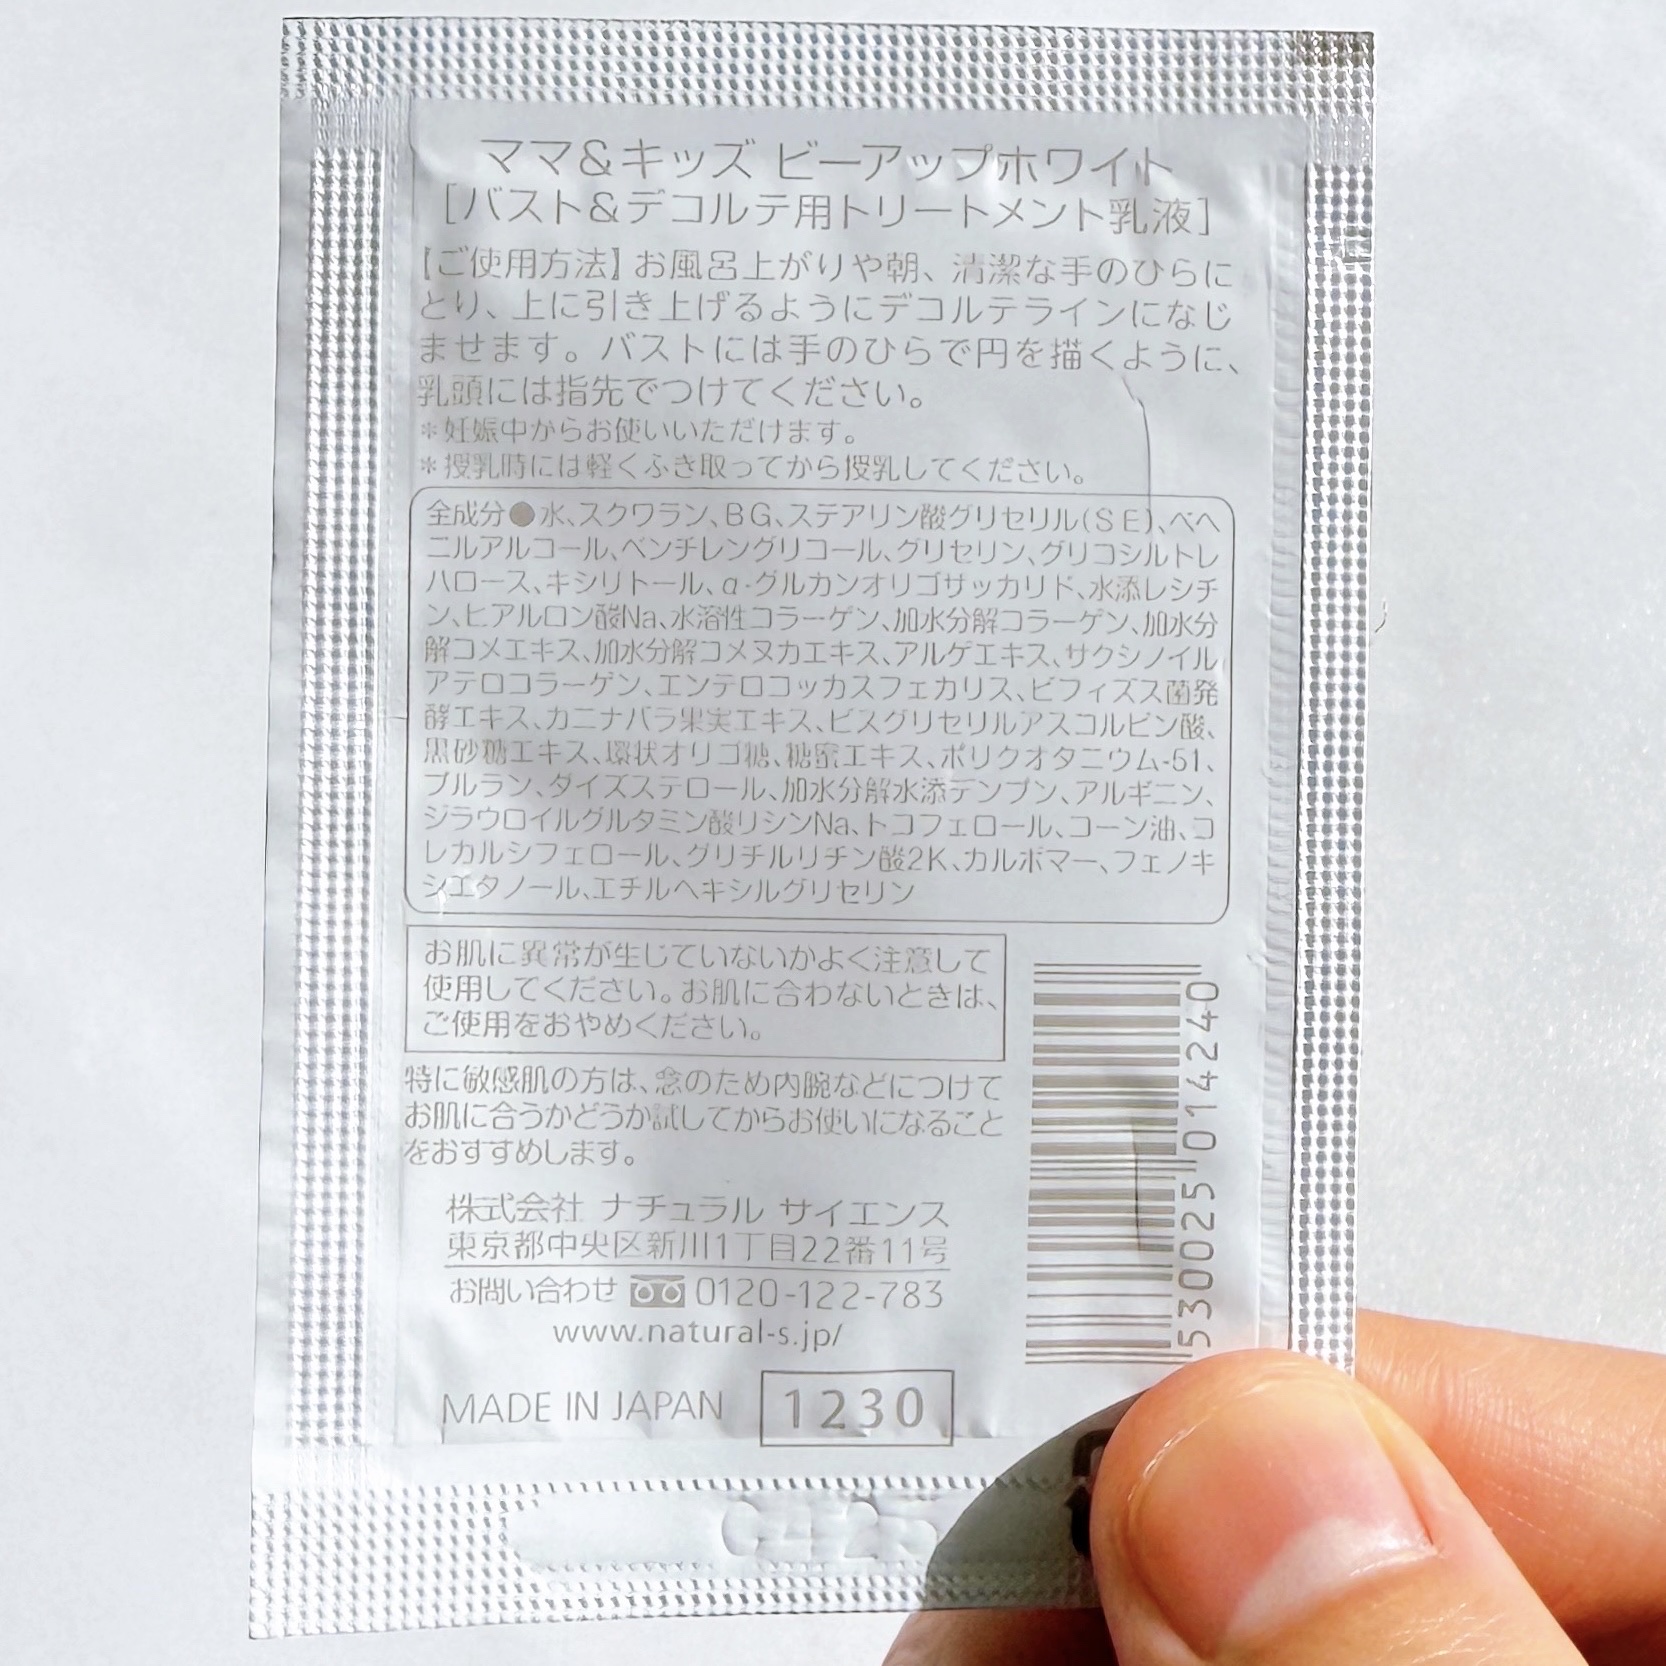 ママ&キッズ ビーアップホワイト
[バスト&デコルテ用トリートメント乳液]
【ご使用方法】お風呂上がりや朝、清潔な手のひらに
とり、上に引き上げるようにデコルテラインになじ
ませます。バストには手のひらで円を描くように、
乳頭には指先でつけてください。
*妊娠中からお使いいただけます。
*授乳時には軽くふき取ってから授乳してください。
全成分●水、スクワラン、BG、ステアリン酸グリセリル(SE)、ベヘ
ニルアルコール、ペンチレングリコール、グリセリン、グリコシルトレ
ハロース、キシリトール、α-グルカンオリゴサッカリド、水添レシチ
ン、ヒアルロン酸Na、水溶性コラーゲン、加水分解コラーゲン、加水分
解コメエキス、加水分解コメヌカエキス、アルゲエキス、サクシノイル
アテロコラーゲン、エンテロコッカスフェカリス、ビフィズス菌発
酵エキス、カニナバラ果実エキス、ビスグリセリルアスコルビン酸、
黒砂糖エキス、環状オリゴ糖、糖蜜エキス、ポリクオタニウム-51、
プルラン、ダイズステロール、加水分解水添デンプン、アルギニン、
ジラウロイルグルタミン酸リシンNa、トコフェロール、コーン油、コ
レカルシフェロール、グリチルリチン酸2K、カルボマー、フェノキ
シエタノール、エチルヘキシルグリセリン
お肌に異常が生じていないかよく注意して
使用してください。お肌に合わないときは、
ご使用をおやめください。
特に敏感肌の方は、念のため内腕などにつけて
お肌に合うかどうか試してからお使いになること
をおすすめします。
株式会社 ナチュラル サイエンス
東京都中央区新川1丁目22番11号
お問い合わせ 0120-122-783
www.natural-s.jp/
MADE IN JAPAN 1230
530025 014240